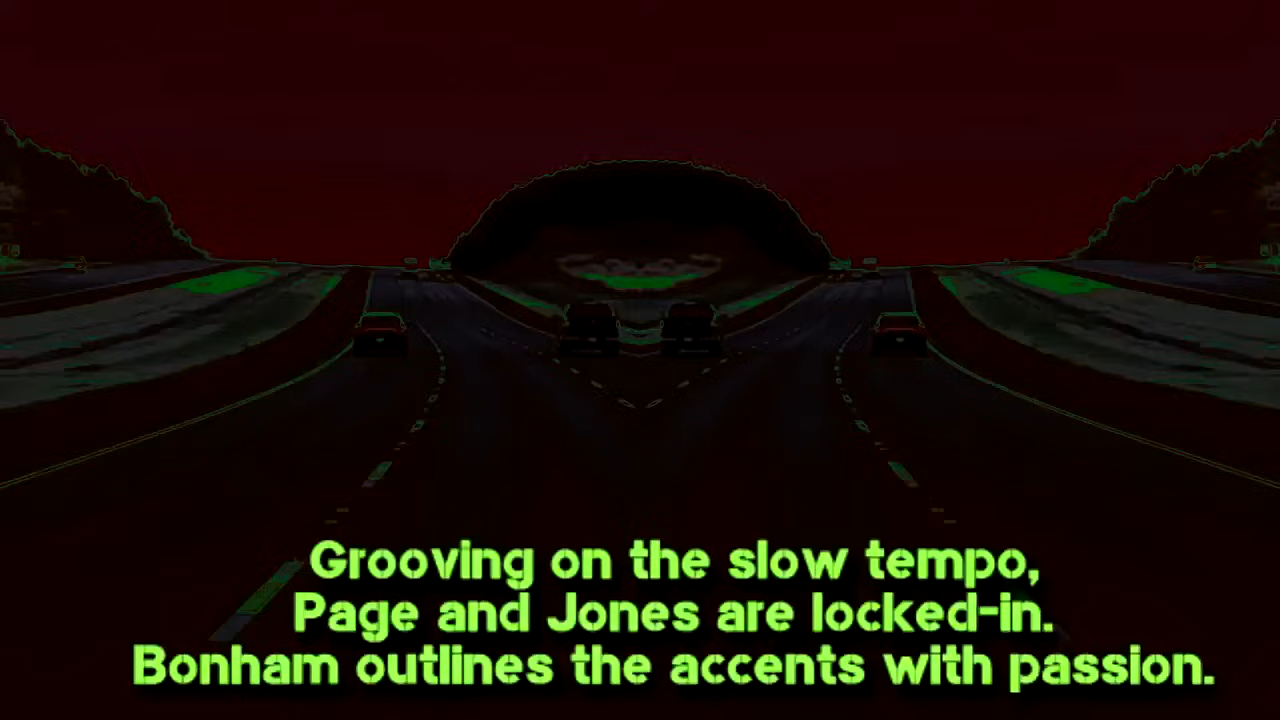 Grooving on the slow tempo,
Page and Jones are locked-in.
Bonham outlines the accents with passion.